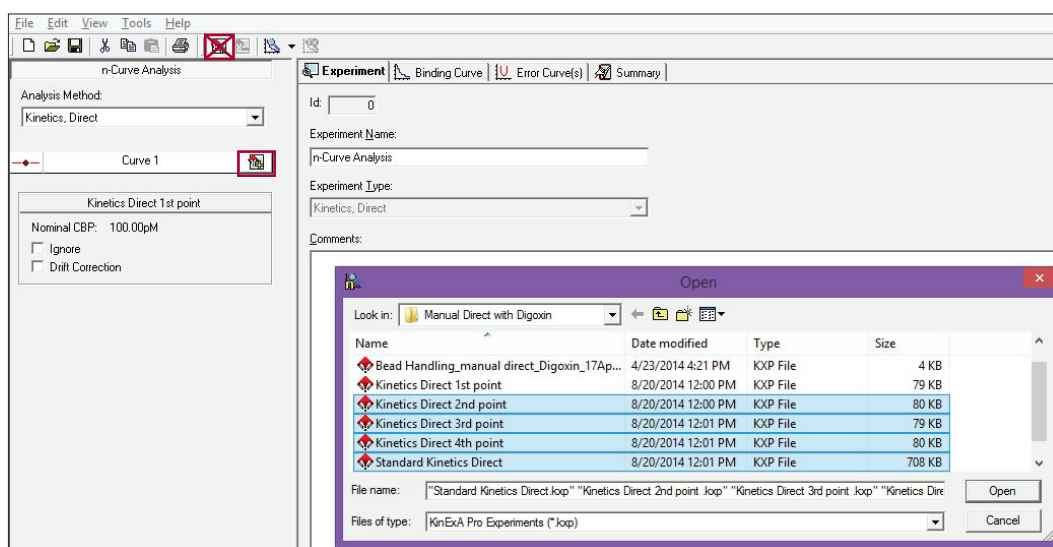 File Edit View Tools Help
n-Curve Analysis
Analysis Method:
Kinetics, Direct
Curve 1
Kinetics Direct 1st point
Nominal CBP: 100.00pM
Ignore
Drift Correction
Experiment Binding Curve Error Curve(s) Summary
Id: 0
Experiment Name:
n-Curve Analysis
Experiment Type:
Kinetics, Direct
Comments:
Open
Look in: Manual Direct with Digoxin
Name Date modified Type Size
Bead Handling_manual direct_Digoxin_17Ap... 4/23/2014 4:21 PM KXP File 4 KB
Kinetics Direct 1st point 8/20/2014 12:00 PM KXP File 79 KB
Kinetics Direct 2nd point 8/20/2014 12:00 PM KXP File 80 KB
Kinetics Direct 3rd point 8/20/2014 12:01 PM KXP File 79 KB
Kinetics Direct 4th point 8/20/2014 12:01 PM KXP File 80 KB
Standard Kinetics Direct 8/20/2014 12:01 PM KXP File 708 KB
File name: "Standard Kinetics Direct.kxp" "Kinetics Direct 2nd point .kxp" "Kinetics Direct 3rd point .kxp" "Kinetics Dire Open
Files of type: KinExA Pro Experiments (*.kxp) Cancel